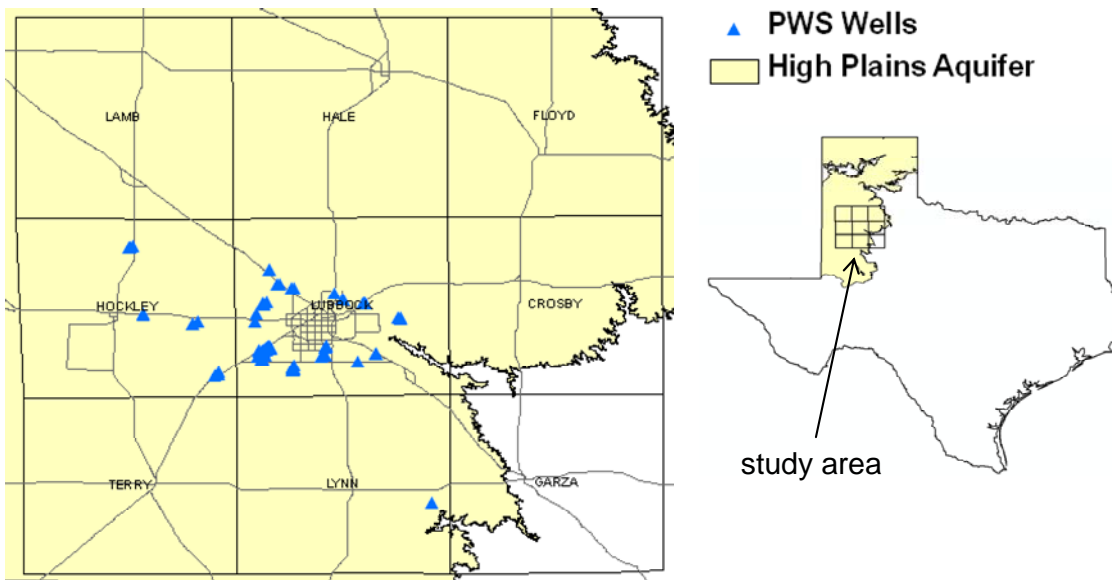 PWS Wells
High Plains Aquifer
LAMB
HALE
FLOYD
HOCKLEY
LUBBOCK
CROSBY
TERRY
LYNN
GARZA
study area